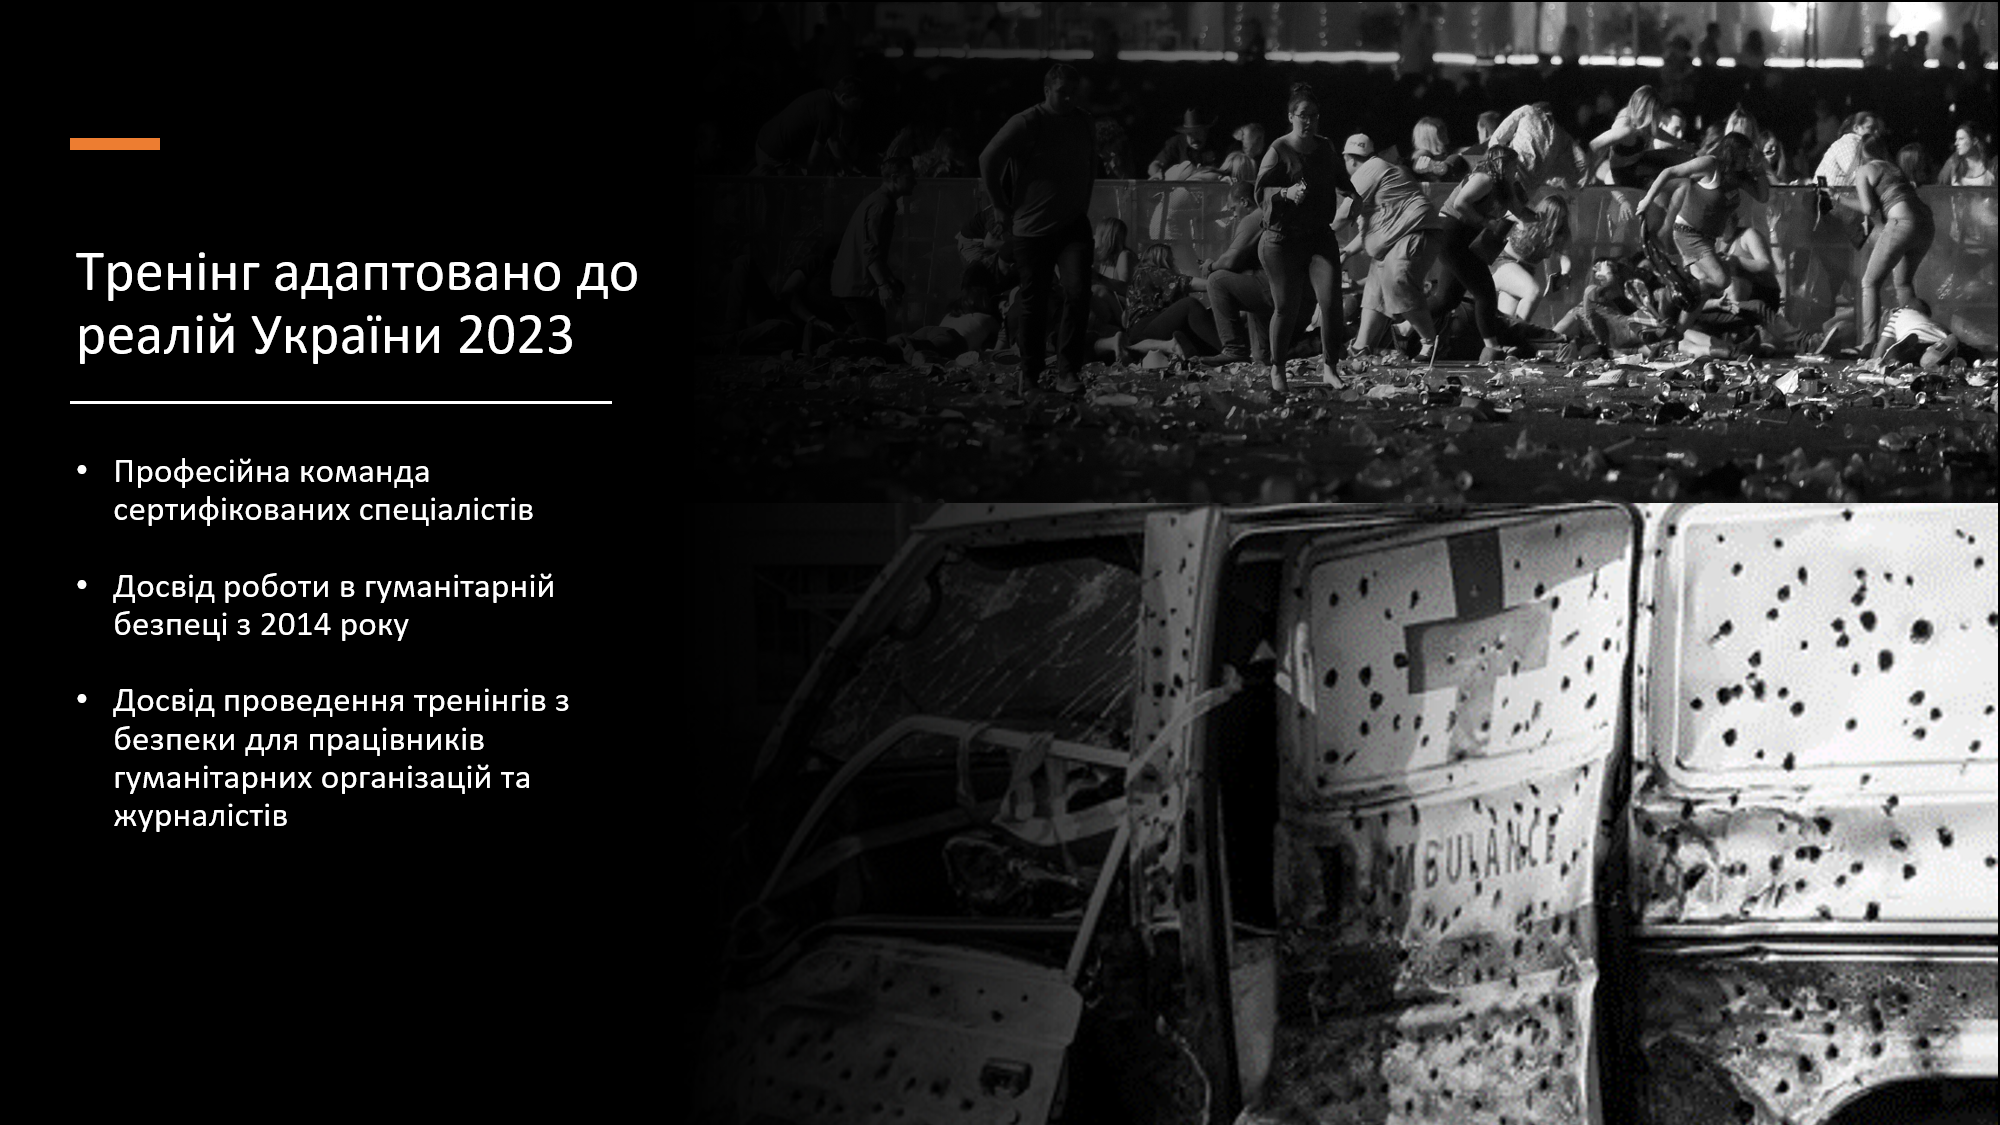 Тренінг адаптовано до
реалій України 2023
• Професійна команда
сертифікованих спеціалістів
• Досвід роботи в гуманітарній
безпеці з 2014 року
• Досвід проведення тренінгів з
безпеки для працівників
гуманітарних організацій та
журналістів
AMBULANCE